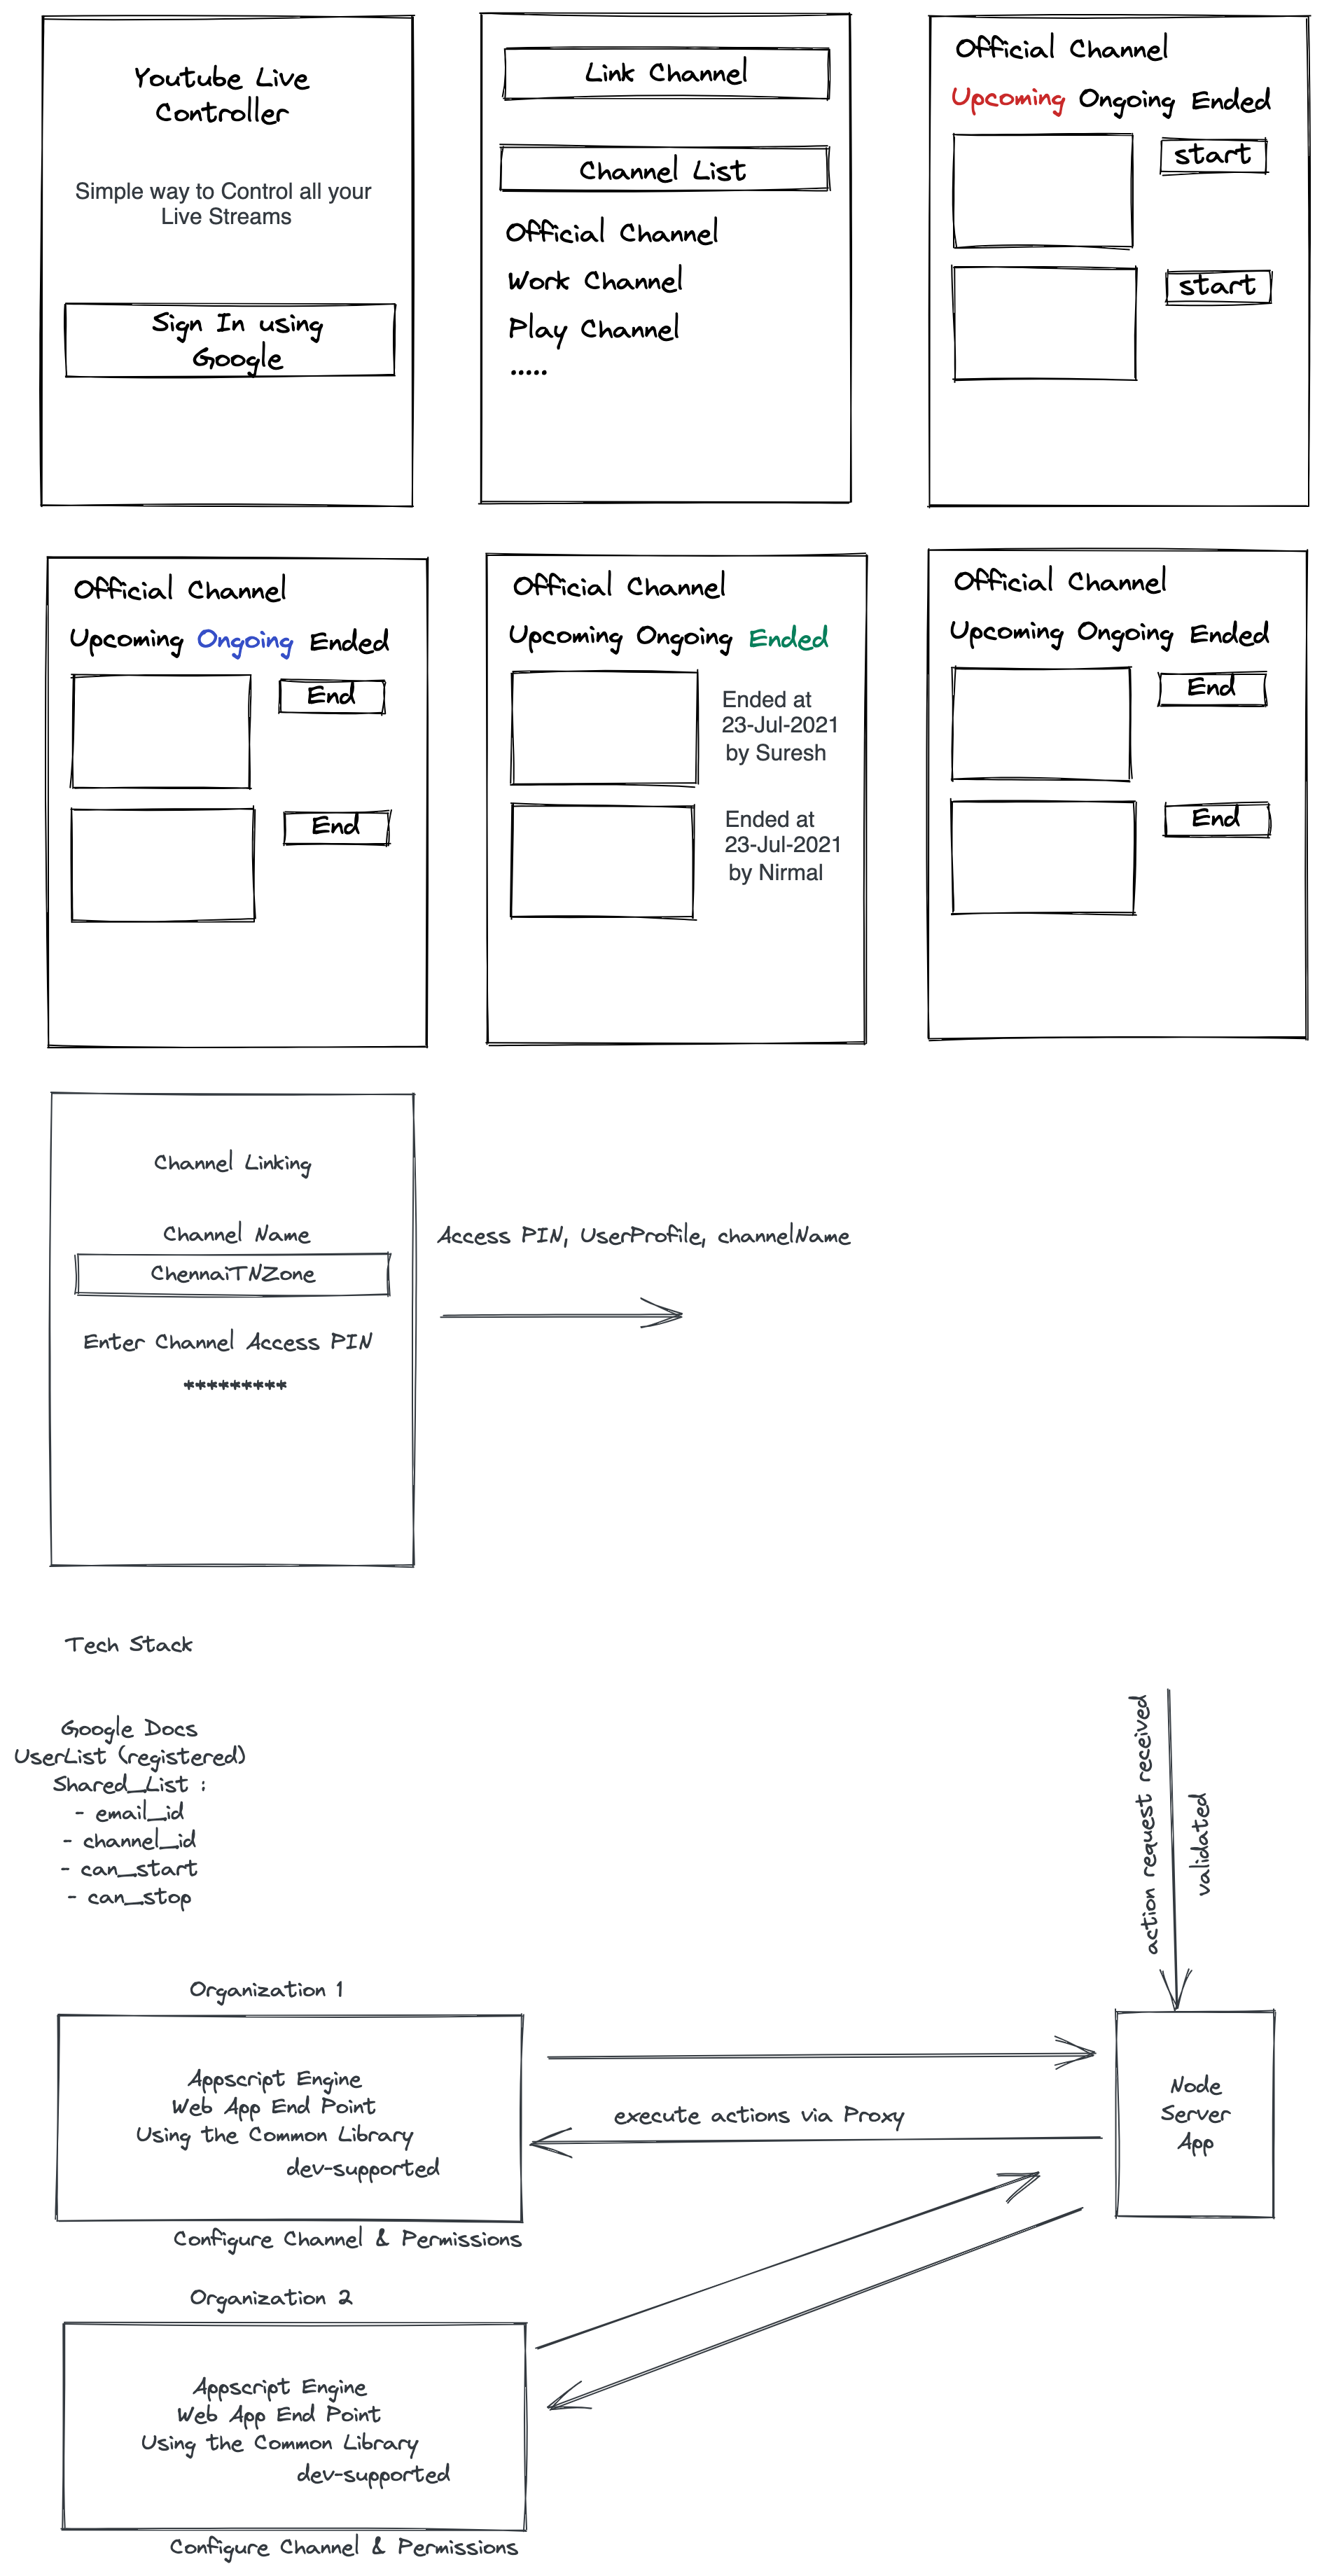 Youtube Live
Controller
Simple way to Control all your
Live Streams
Sign In using
Google
Link Channel
Channel List
Official Channel
Work Channel
Play Channel
.....
Official Channel
Upcoming Ongoing Ended
start
start
Official Channel
Upcoming Ongoing Ended
End
End
Official Channel
Upcoming Ongoing Ended
Ended at
23-Jul-2021
by Suresh
Ended at
23-Jul-2021
by Nirmal
Official Channel
Upcoming Ongoing Ended
End
End
Channel Linking
Channel Name
ChennaiTNZone
Enter Channel Access PIN
*********
Access PIN, UserProfile, channelName
Tech Stack
Google Docs
UserList (registered)
Shared_List :
- email_id
- channel_id
- can_start
- can_stop
action request received
validated
Organization 1
Appscript Engine
Web App End Point
Using the Common Library
dev-supported
Configure Channel & Permissions
execute actions via Proxy
Node
Server
App
Organization 2
Appscript Engine
Web App End Point
Using the Common Library
dev-supported
Configure Channel & Permissions